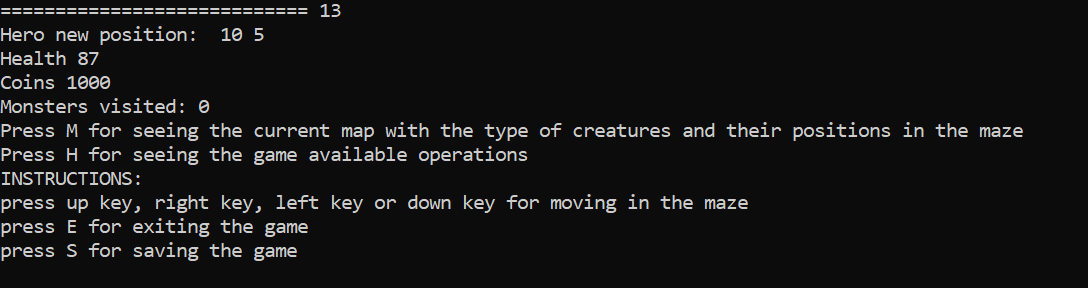 ============================ 13
Hero new position:  10 5
Health 87
Coins 1000
Monsters visited: 0
Press M for seeing the current map with the type of creatures and their positions in the maze
Press H for seeing the game available operations
INSTRUCTIONS:
press up key, right key, left key or down key for moving in the maze
press E for exiting the game
press S for saving the game